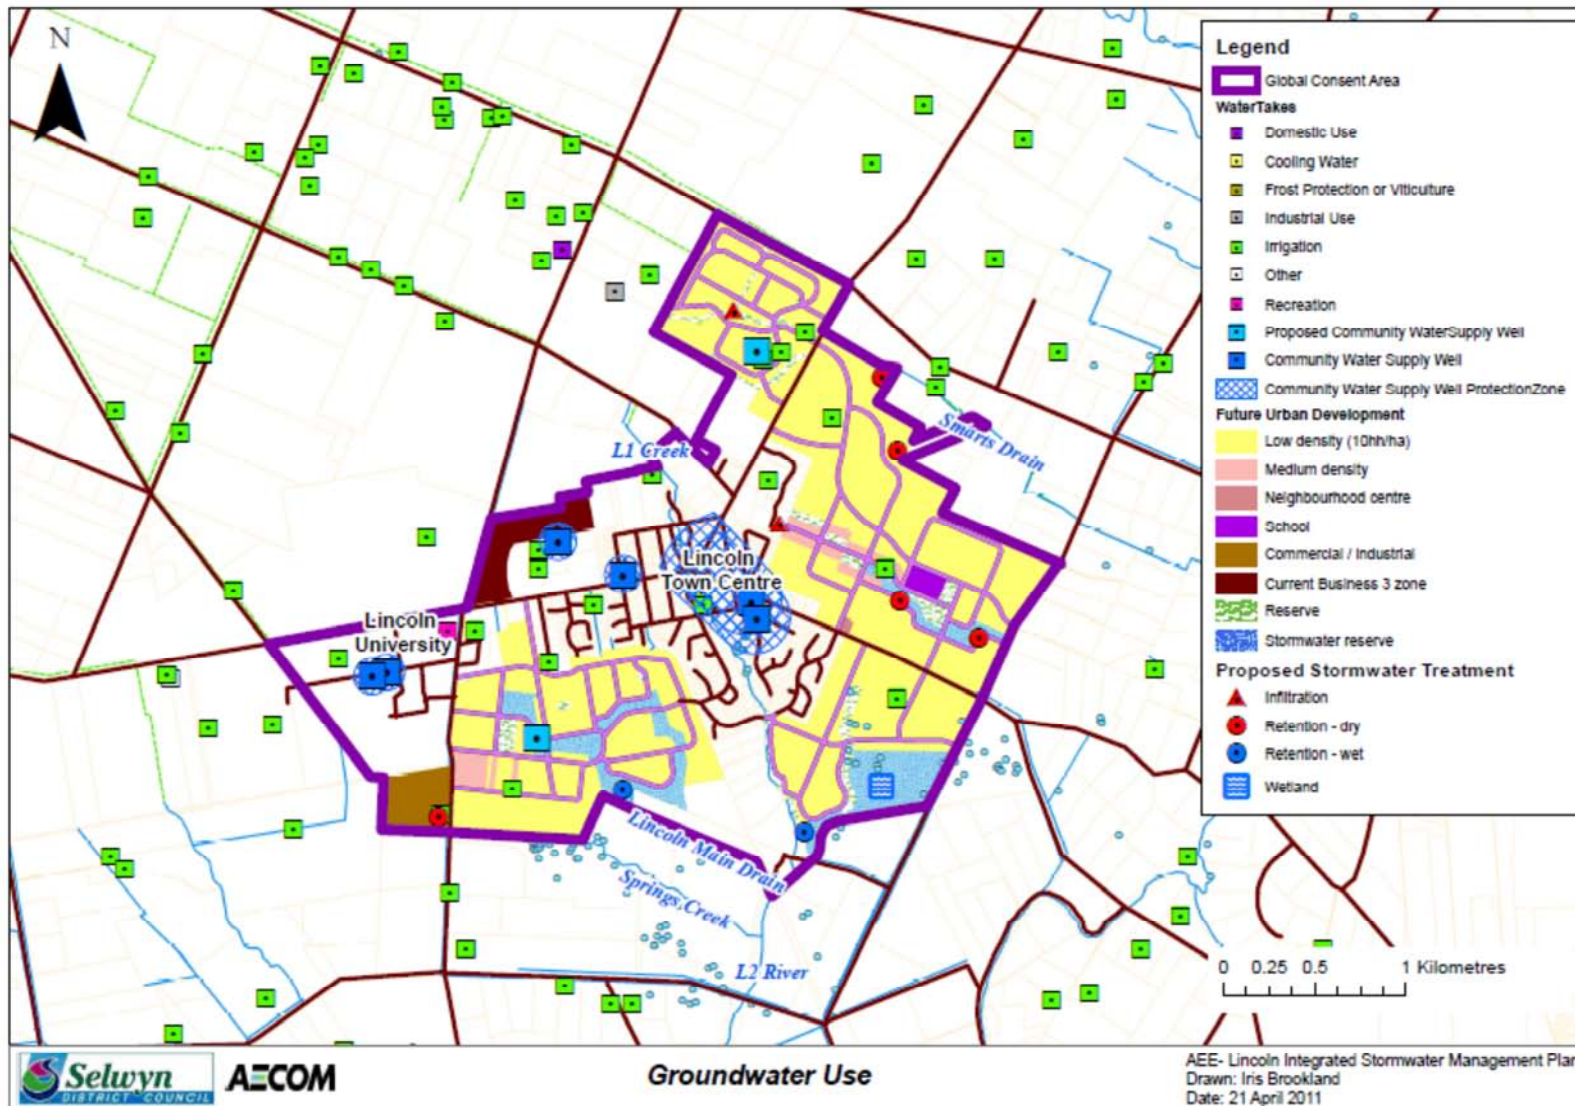 N
Legend
Global Consent Area
WaterTakes
Domestic Use
Cooling Water
Frost Protection or Viticulture
Industrial Use
Irrigation
Other
Recreation
Proposed Community WaterSupply Well
Community Water Supply Well
Community Water Supply Well ProtectionZone
Future Urban Development
Low density (10hh/ha)
Medium density
Neighbourhood centre
School
Commercial / Industrial
Current Business 3 zone
Reserve
Stormwater reserve
Proposed Stormwater Treatment
Infiltration
Retention - dry
Retention - wet
Wetland
Smarts Drain
L1 Creek
Lincoln
Town Centre
Lincoln
University
Lincoln Main Drain
Springs Creek
L2 River
0 0.25 0.5 1 Kilometres
Selwyn
DISTRICT COUNCIL
AECOM
Groundwater Use
AEE- Lincoln Integrated Stormwater Management Plan
Drawn: Iris Brookland
Date: 21 April 2011